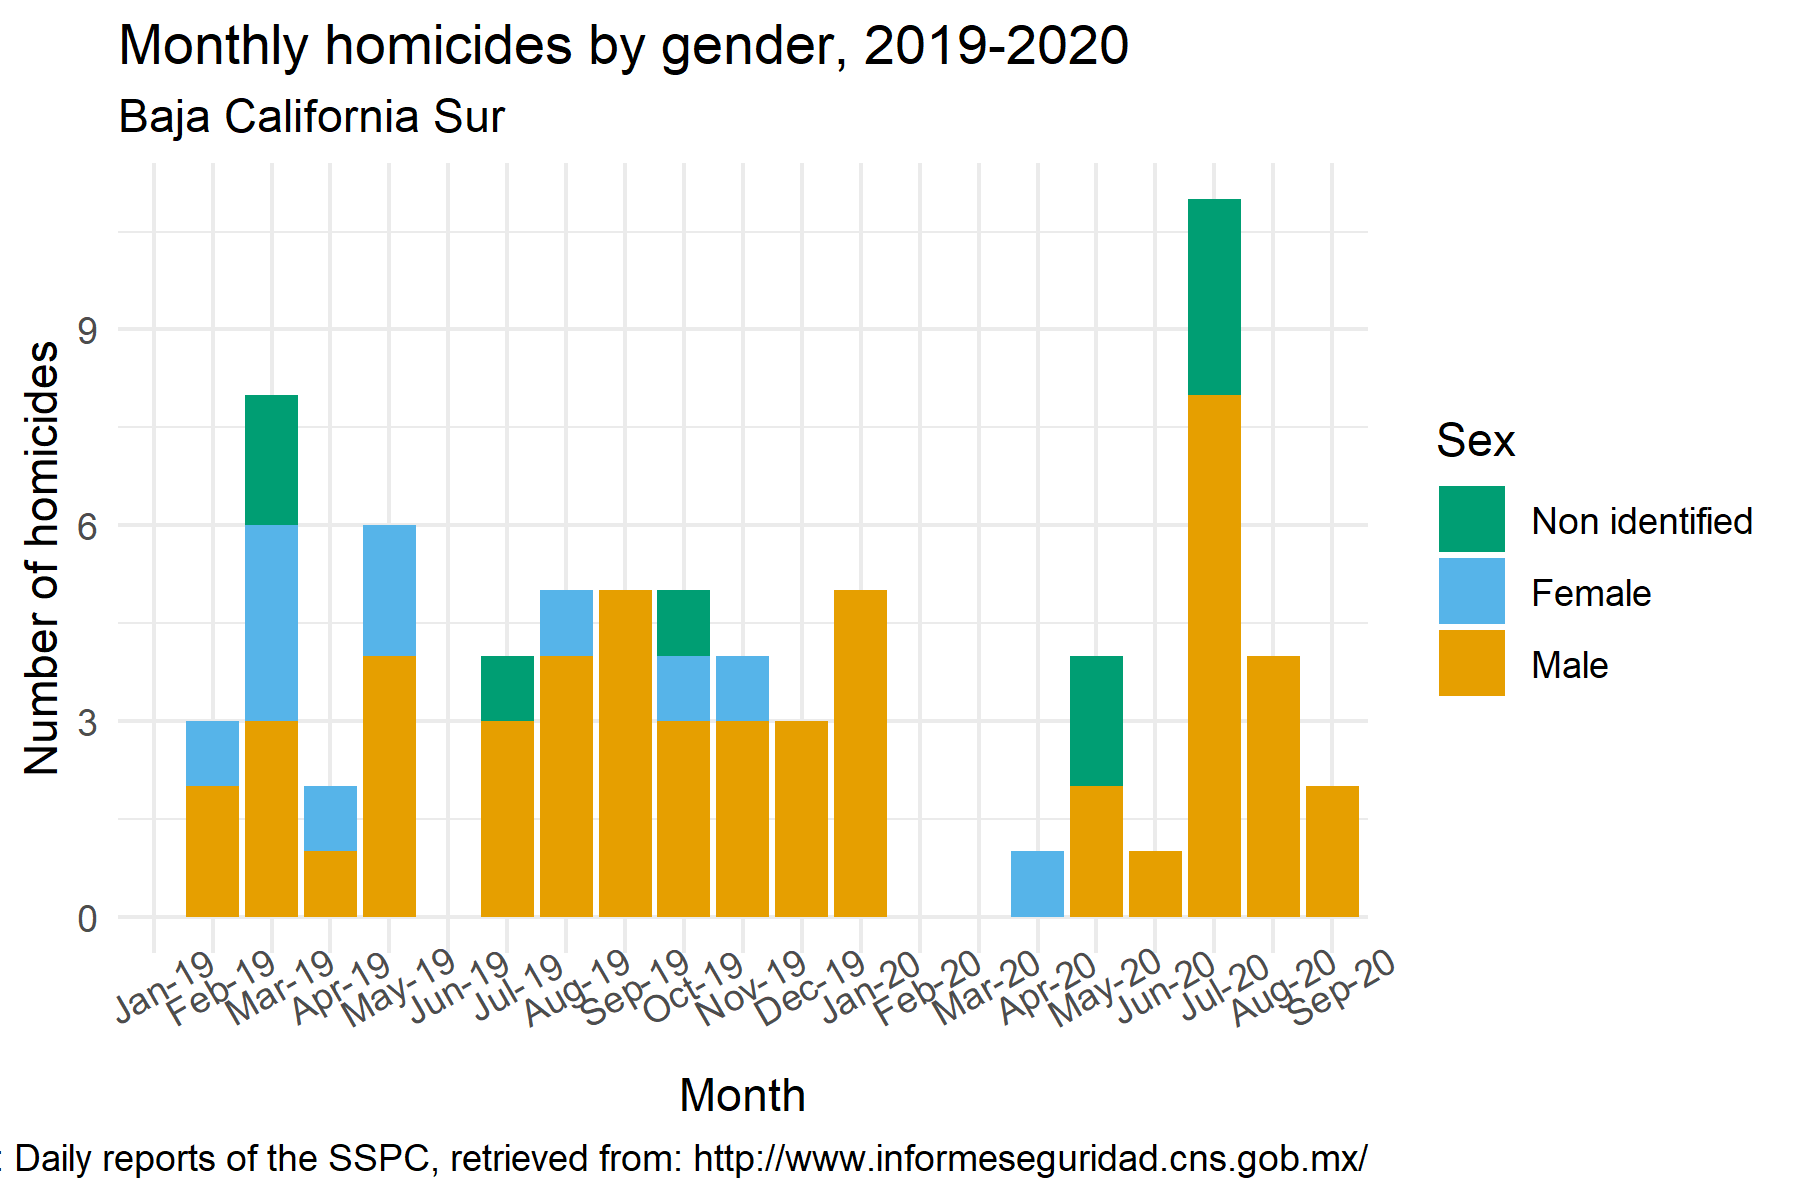 Monthly homicides by gender, 2019-2020
Baja California Sur
Number of homicides
9
6
3
0
Jan-19
Feb-19
Mar-19
Apr-19
May-19
Jun-19
Jul-19
Aug-19
Sep-19
Oct-19
Nov-19
Dec-19
Jan-20
Feb-20
Mar-20
Apr-20
May-20
Jun-20
Jul-20
Aug-20
Sep-20
Month
Sex
Non identified
Female
Male
: Daily reports of the SSPC, retrieved from: http://www.informeseguridad.cns.gob.mx/